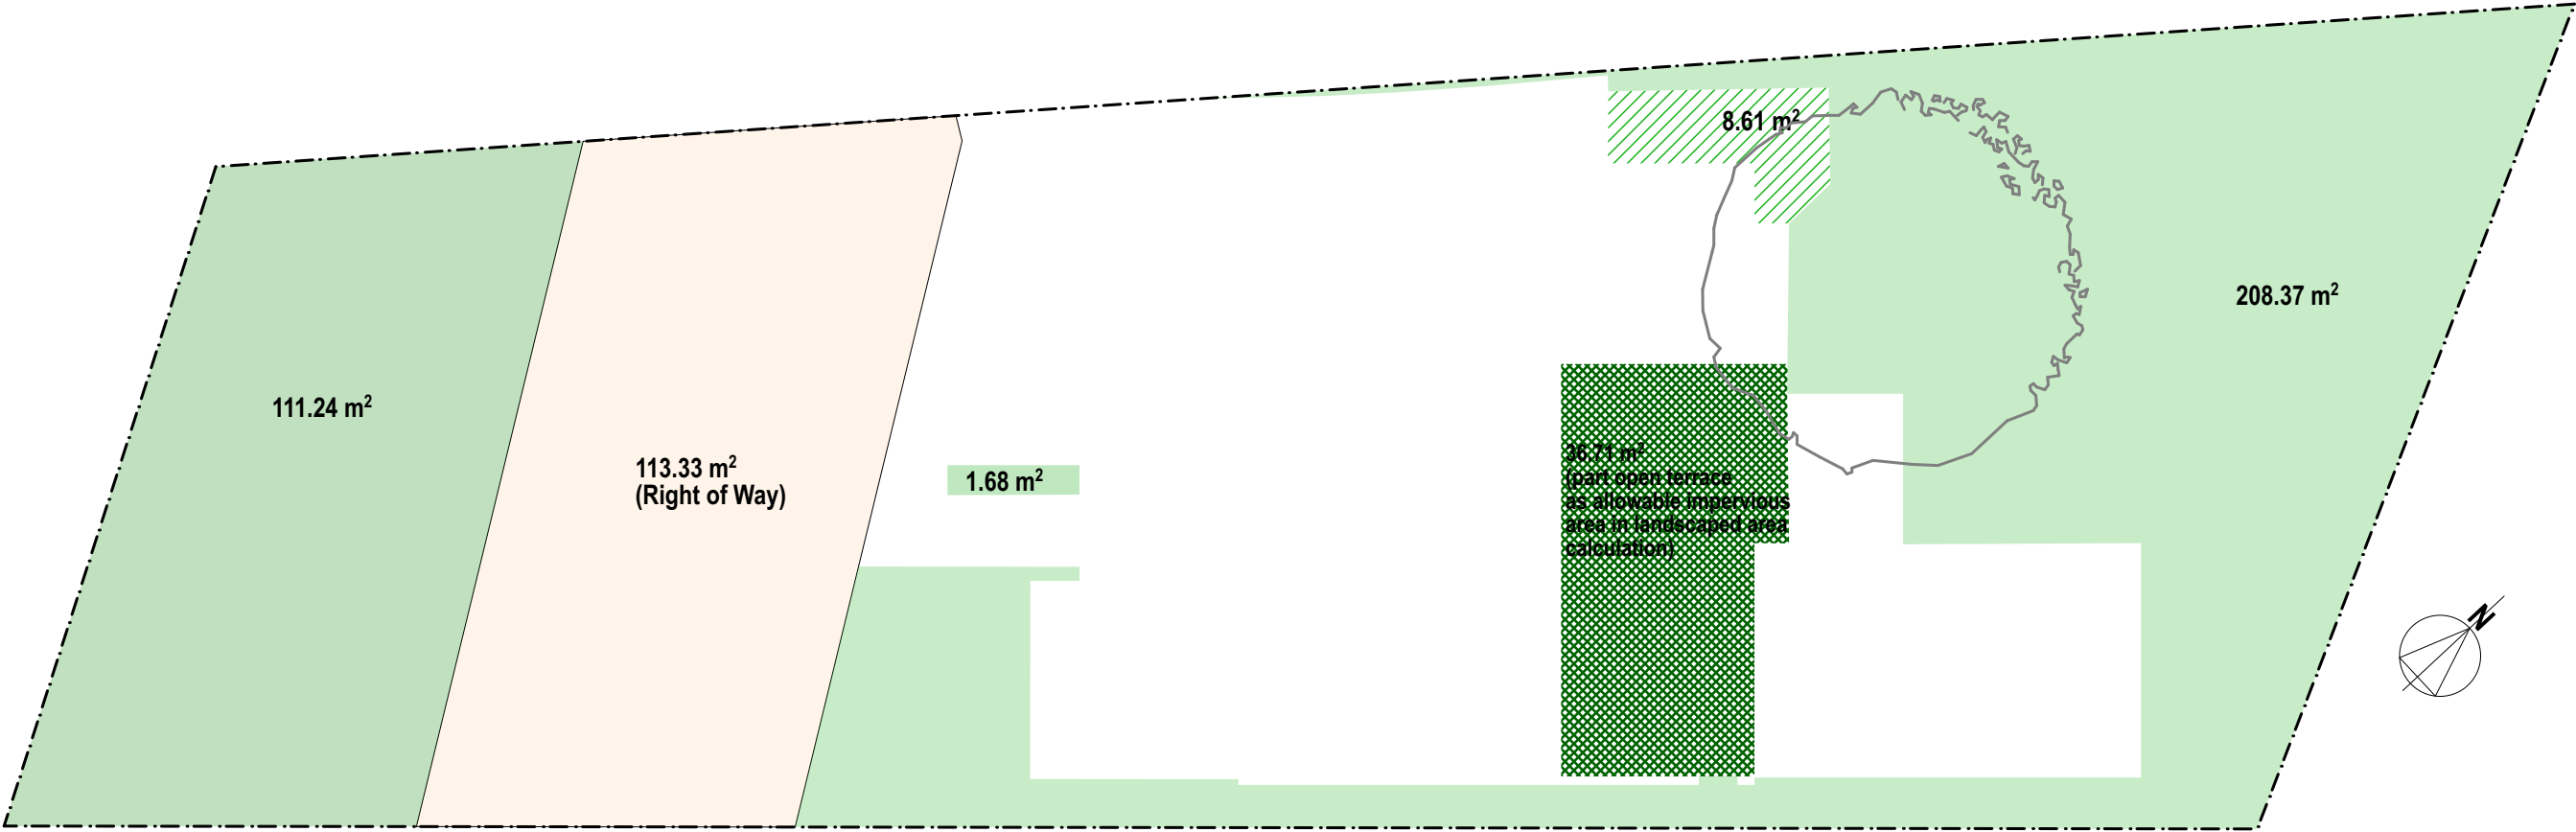 8.61 m²
208.37 m²
111.24 m²
113.33 m²
(Right of Way)
1.68 m²
36.71 m²
(part open terrace
as allowable impervious
area in landscaped area
calculation)
N